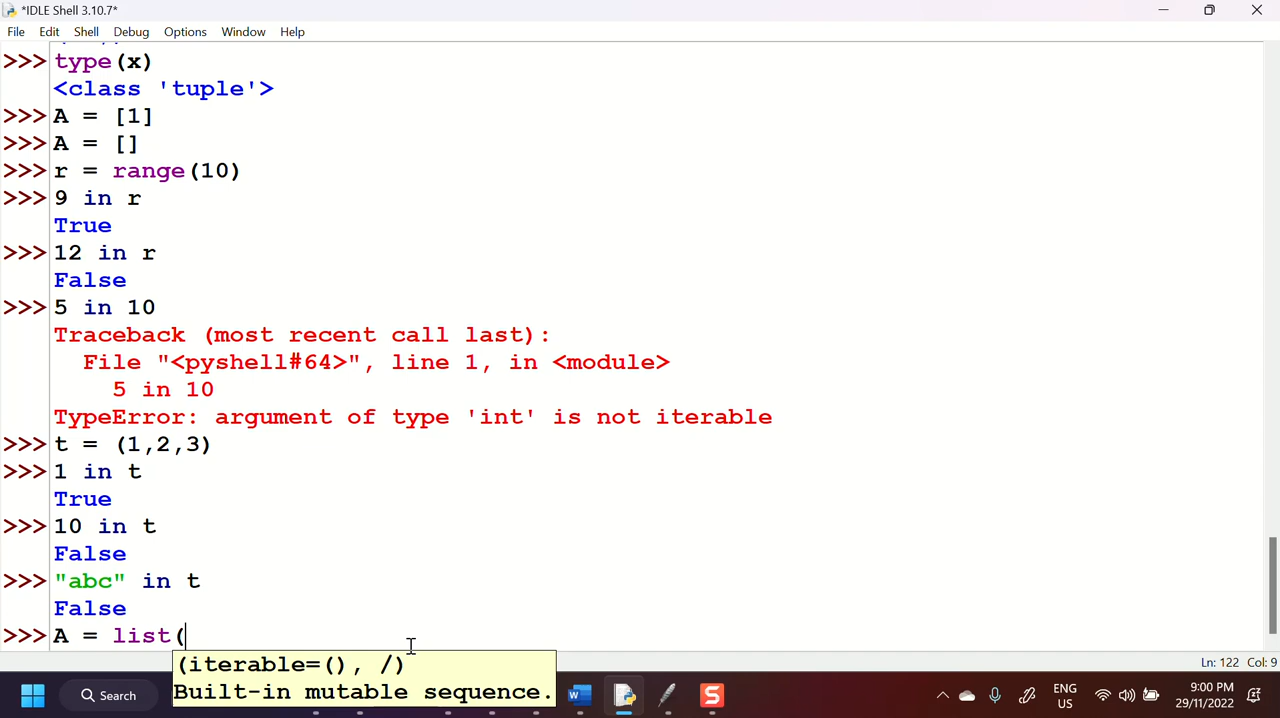 *IDLE Shell 3.10.7*
File Edit Shell Debug Options Window Help
>>> type(x)
<class 'tuple'>
>>> A = [1]
>>> A = []
>>> r = range(10)
>>> 9 in r
True
>>> 12 in r
False
>>> 5 in 10
Traceback (most recent call last):
  File "<pyshell#64>", line 1, in <module>
    5 in 10
TypeError: argument of type 'int' is not iterable
>>> t = (1,2,3)
>>> 1 in t
True
>>> 10 in t
False
>>> "abc" in t
False
>>> A = list(
(iterable=(), /)
Built-in mutable sequence.
Ln: 122 Col: 9
Search
W
S
ENG
US
9:00 PM
29/11/2022